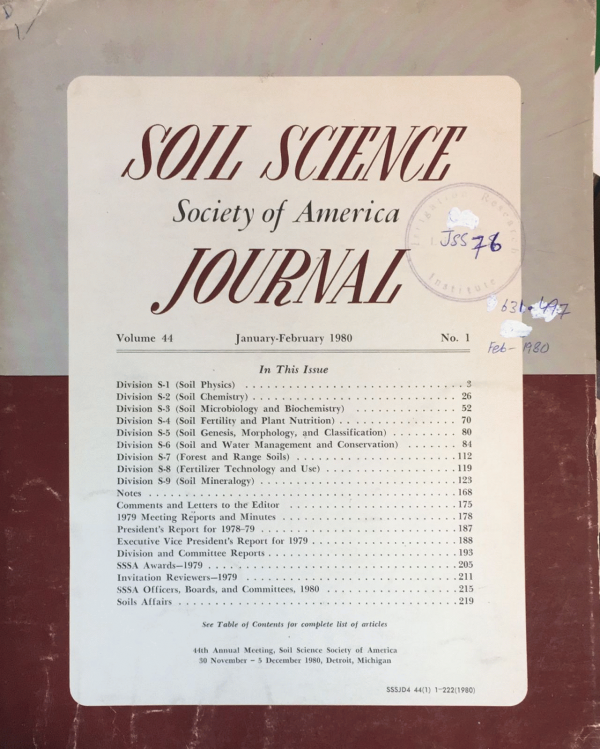 D
SOIL SCIENCE
Society of America
JOURNAL
Irrigation Research
Institute
JSS 76
Volume 44 January-February 1980 No. 1
Feb-1980
In This Issue
Division S-1 (Soil Physics) . . . . . . . . . . . . . . . . . . . . 3
Division S-2 (Soil Chemistry) . . . . . . . . . . . . . . . . . . . . 26
Division S-3 (Soil Microbiology and Biochemistry) . . . . . . . . . . . . 52
Division S-4 (Soil Fertility and Plant Nutrition) . . . . . . . . . . . . 70
Division S-5 (Soil Genesis, Morphology, and Classification) . . . . . . . . 80
Division S-6 (Soil and Water Management and Conservation) . . . . . . 84
Division S-7 (Forest and Range Soils) . . . . . . . . . . . . . . . . 112
Division S-8 (Fertilizer Technology and Use) . . . . . . . . . . . . . 119
Division S-9 (Soil Mineralogy) . . . . . . . . . . . . . . . . . . 123
Notes . . . . . . . . . . . . . . . . . . . . . . . . . . . . 168
Comments and Letters to the Editor . . . . . . . . . . . . . . . . 175
1979 Meeting Reports and Minutes . . . . . . . . . . . . . . . . . 178
President's Report for 1978-79 . . . . . . . . . . . . . . . . . . 187
Executive Vice President's Report for 1979 . . . . . . . . . . . . . 188
Division and Committee Reports . . . . . . . . . . . . . . . . . . 193
SSSA Awards—1979 . . . . . . . . . . . . . . . . . . . . . . . 205
Invitation Reviewers—1979 . . . . . . . . . . . . . . . . . . . . 211
SSSA Officers, Boards, and Committees, 1980 . . . . . . . . . . . . 215
Soils Affairs . . . . . . . . . . . . . . . . . . . . . . . . . 219
See Table of Contents for complete list of articles
44th Annual Meeting, Soil Science Society of America
30 November – 5 December 1980, Detroit, Michigan
SSSJD4 44(1) 1-222(1980)